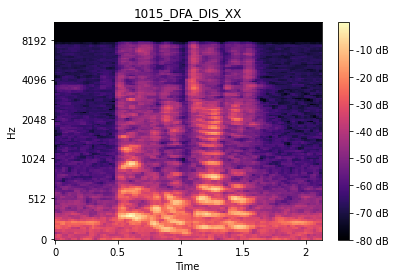 1015_DFA_DIS_XX
8192
4096
2048
1024
512
0
Hz
0
0.5
1
1.5
2
Time
-10 dB
-20 dB
-30 dB
-40 dB
-50 dB
-60 dB
-70 dB
-80 dB